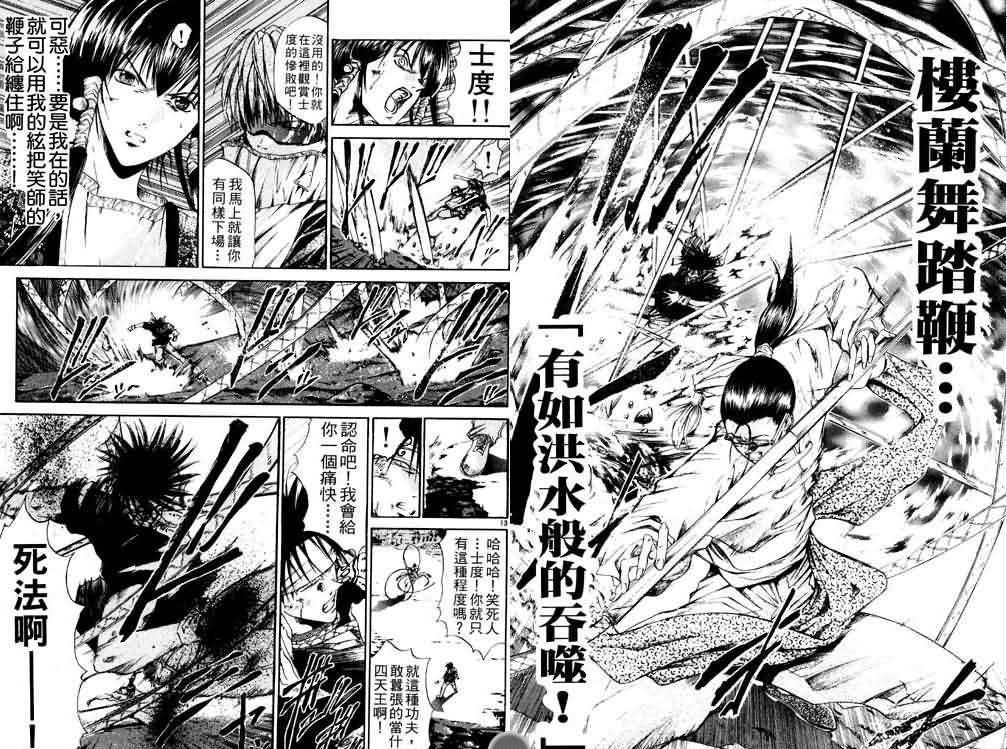 樓蘭舞踏鞭…
「有如洪水般的吞噬！」
士度!!
！
沒用的！你就
在這裡觀賞士
度的慘敗吧！
我馬上就讓你
有同樣下場…
！
可惡……要是我在的話，
就可以用我的絃把笑師的
鞭子給纏住啊………！
！
13
哈哈哈！笑死人
…士度！你就只
有這種程度嗎？
就這種功夫，
敢囂張的當什
四天王啊！
認命吧！我會給
你一個痛快……
死法啊——！